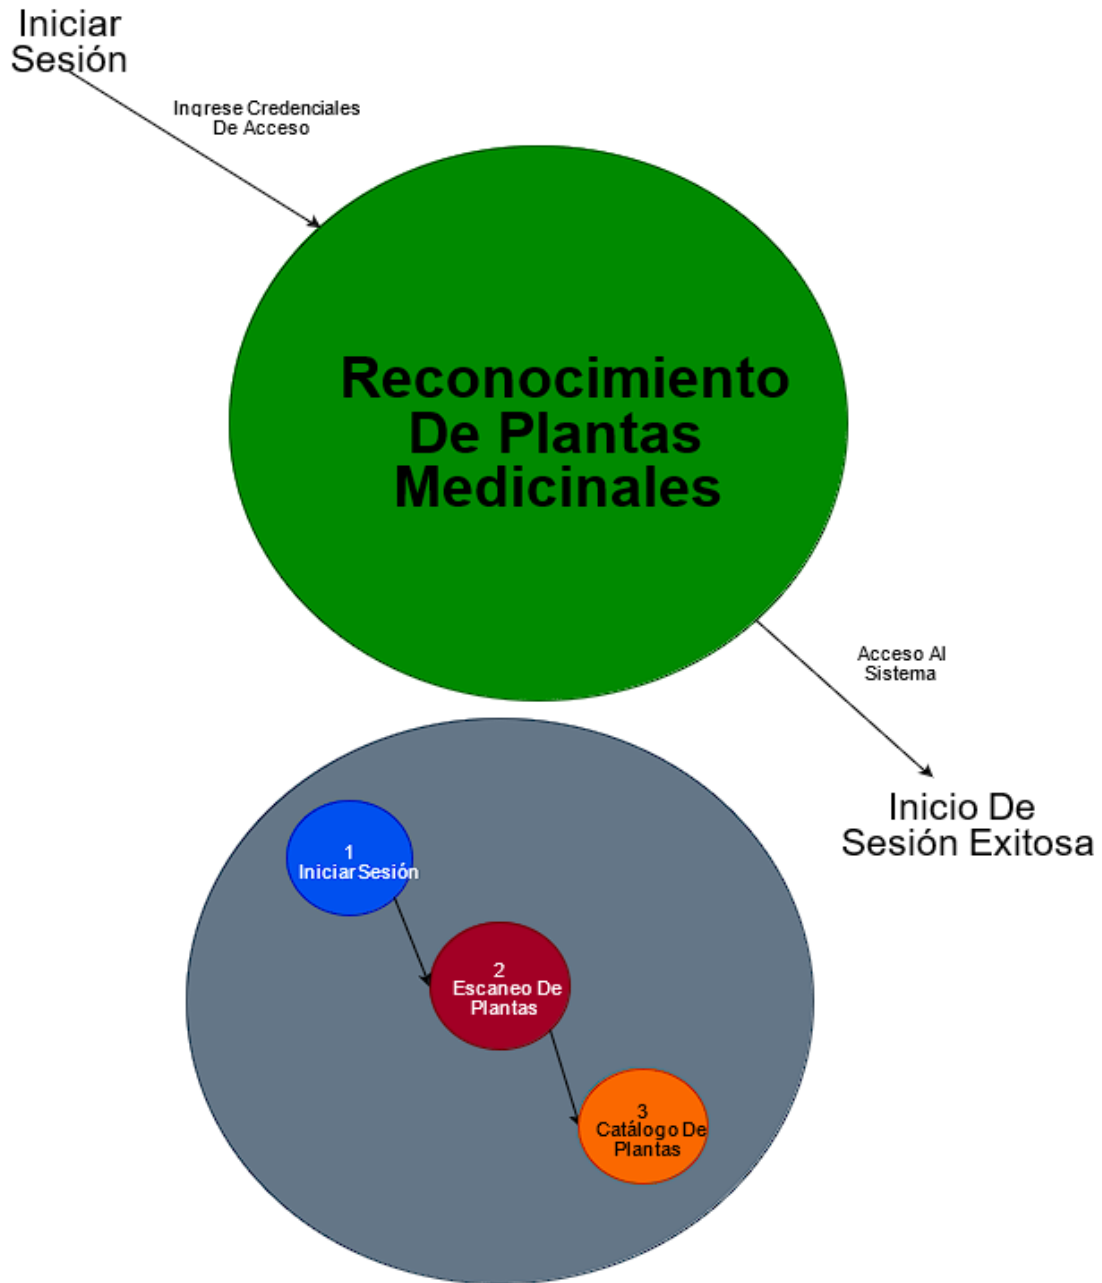 Iniciar
Sesión
Ingrese Credenciales
De Acceso
Reconocimiento
De Plantas
Medicinales
Acceso Al
Sistema
Inicio De
Sesión Exitosa
1
Iniciar Sesión
2
Escaneo De
Plantas
3
Catálogo De
Plantas